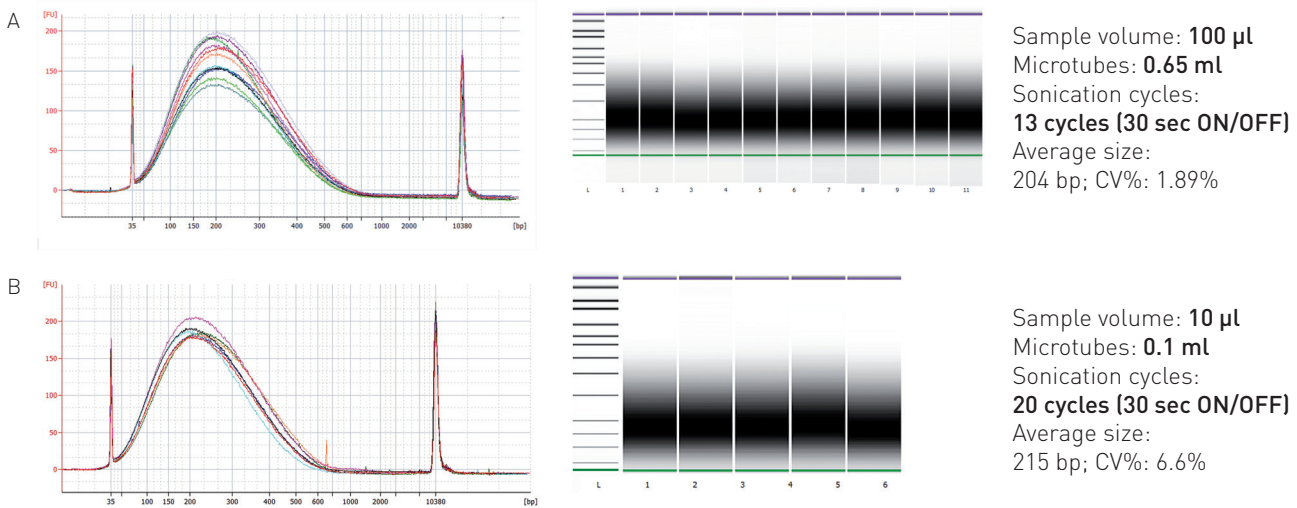 A
[FU]
200
150
100
50
0
35 100 150 200 300 400 500 600 1000 2000 10380 [bp]
L 1 2 3 4 5 6 7 8 9 10 11
Sample volume: 100 µl
Microtubes: 0.65 ml
Sonication cycles:
13 cycles (30 sec ON/OFF)
Average size:
204 bp; CV%: 1.89%
B
[FU]
200
150
100
50
0
35 100 150 200 300 400 500 600 1000 2000 10380 [bp]
L 1 2 3 4 5 6
Sample volume: 10 µl
Microtubes: 0.1 ml
Sonication cycles:
20 cycles (30 sec ON/OFF)
Average size:
215 bp; CV%: 6.6%